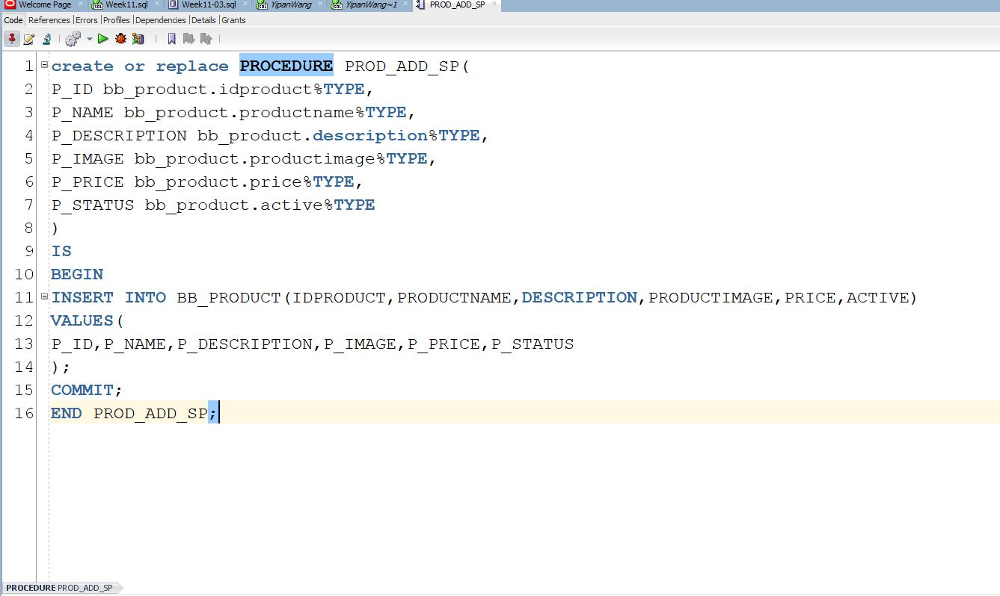 Welcome Page Week11.sql Week11-03.sql YipanWang YipanWang~1 PROD_ADD_SP
Code References Errors Profiles Dependencies Details Grants
1 create or replace PROCEDURE PROD_ADD_SP(
2 P_ID bb_product.idproduct%TYPE,
3 P_NAME bb_product.productname%TYPE,
4 P_DESCRIPTION bb_product.description%TYPE,
5 P_IMAGE bb_product.productimage%TYPE,
6 P_PRICE bb_product.price%TYPE,
7 P_STATUS bb_product.active%TYPE
8 )
9 IS
10 BEGIN
11 INSERT INTO BB_PRODUCT(IDPRODUCT,PRODUCTNAME,DESCRIPTION,PRODUCTIMAGE,PRICE,ACTIVE)
12 VALUES(
13 P_ID,P_NAME,P_DESCRIPTION,P_IMAGE,P_PRICE,P_STATUS
14 );
15 COMMIT;
16 END PROD_ADD_SP;
PROCEDURE PROD_ADD_SP